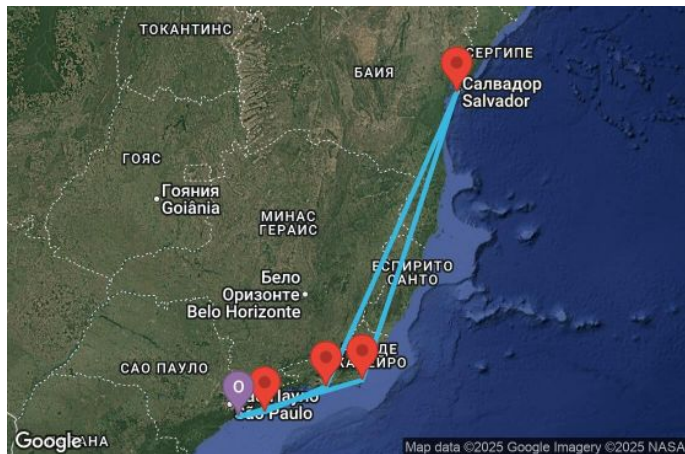 ТОКАНТИНС
СЕРГИПЕ
БАИЯ
Салвадор
Salvador
ГОЯС
Гояния
Goiânia
МИНАС
ГЕРАИС
ЕСПИРИТО
САНТО
Бело
Оризонте
Belo Horizonte
ДЕ
САО ПАУЛО
O
São Paulo
Google
Map data ©2025 Google Imagery ©2025 NASA